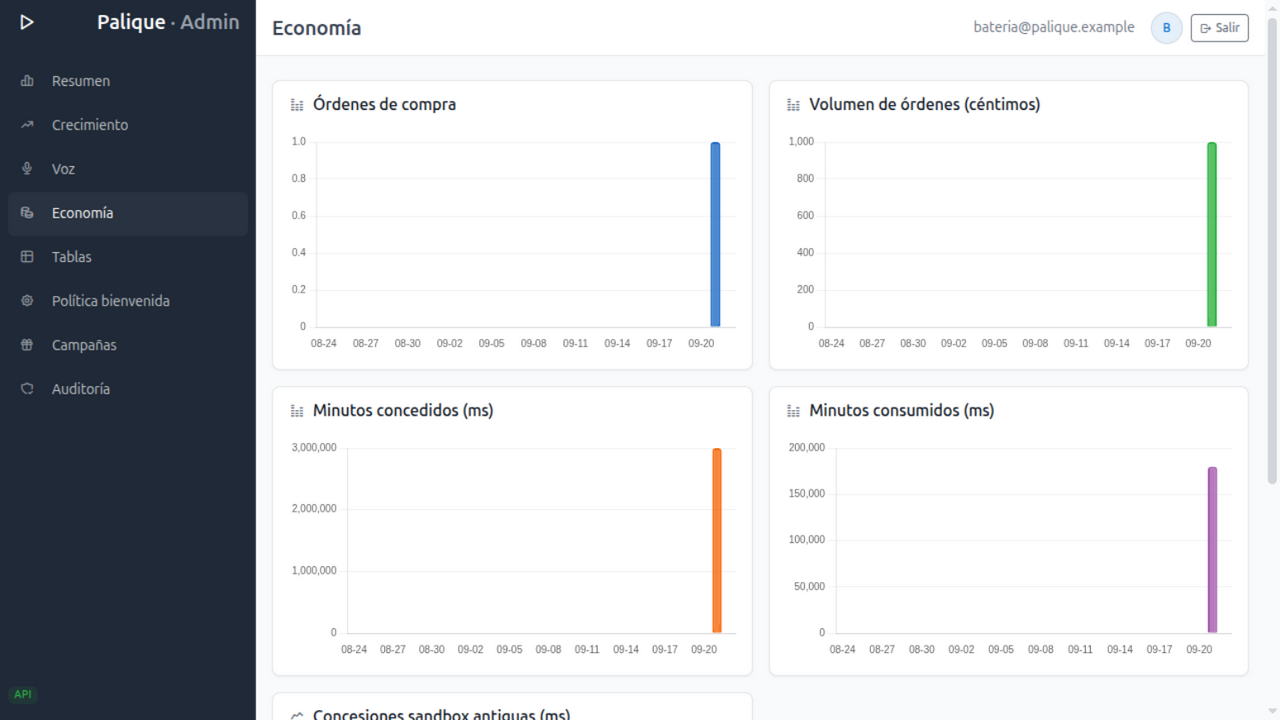 Palique · Admin
Resumen
Crecimiento
Voz
Economía
Tablas
Política bienvenida
Campañas
Auditoría
API
Economía
bateria@palique.example
B
Salir
Órdenes de compra
1.0
0.8
0.6
0.4
0.2
0
08-24 08-27 08-30 09-02 09-05 09-08 09-11 09-14 09-17 09-20
Volumen de órdenes (céntimos)
1,000
800
600
400
200
0
08-24 08-27 08-30 09-02 09-05 09-08 09-11 09-14 09-17 09-20
Minutos concedidos (ms)
3,000,000
2,000,000
1,000,000
0
08-24 08-27 08-30 09-02 09-05 09-08 09-11 09-14 09-17 09-20
Minutos consumidos (ms)
200,000
150,000
100,000
50,000
0
08-24 08-27 08-30 09-02 09-05 09-08 09-11 09-14 09-17 09-20
Concesiones sandbox antiguas (ms)